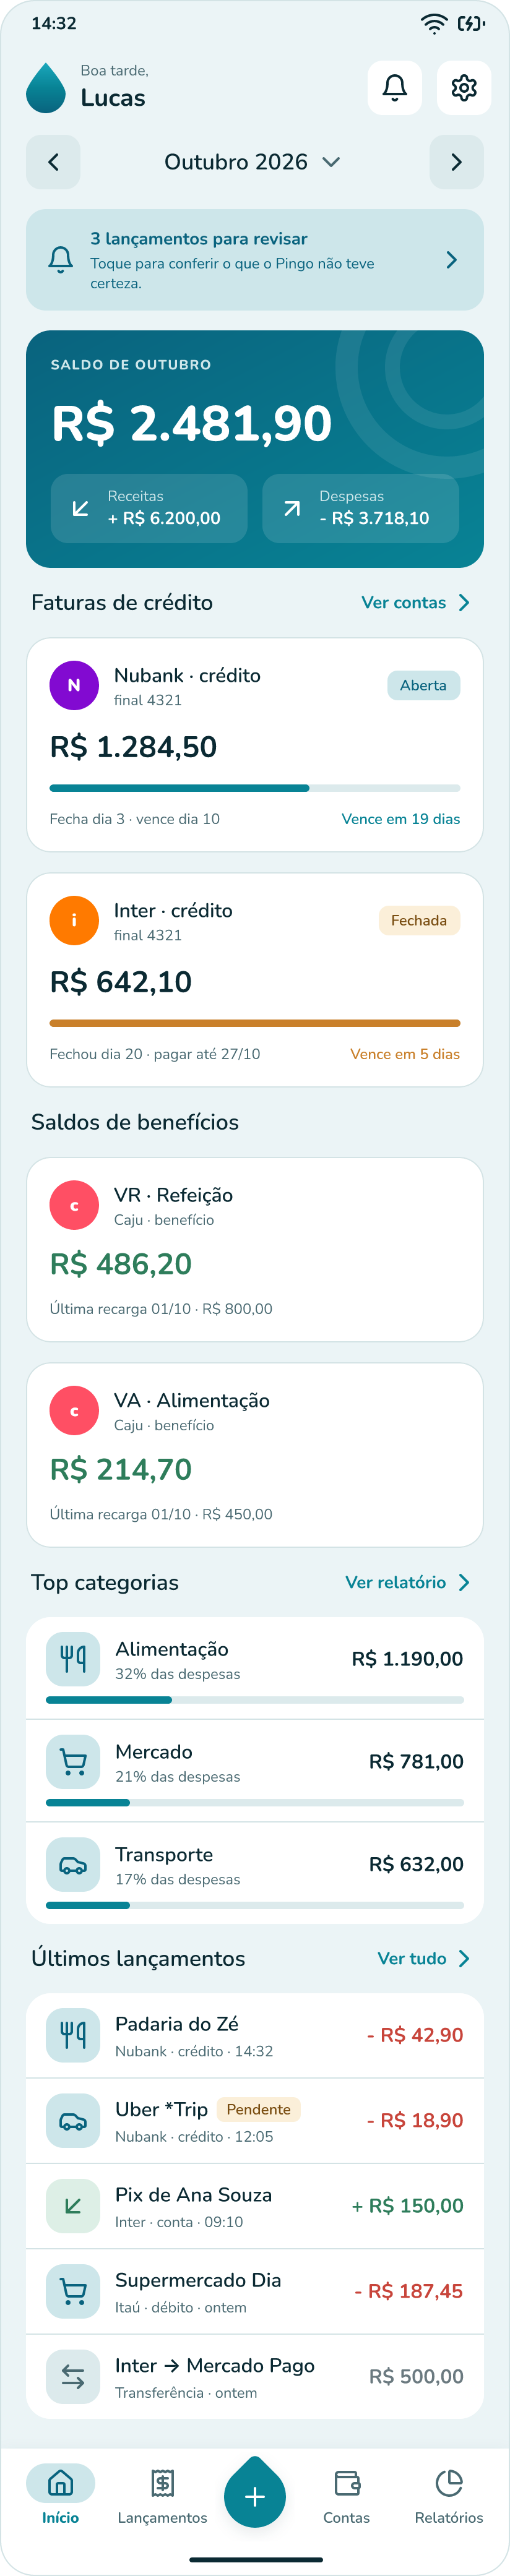 14:32
Boa tarde,
Lucas
Outubro 2026
3 lançamentos para revisar
Toque para conferir o que o Pingo não teve
certeza.
SALDO DE OUTUBRO
R$ 2.481,90
Receitas
+ R$ 6.200,00
Despesas
- R$ 3.718,10
Faturas de crédito
Ver contas
N
Nubank · crédito
final 4321
Aberta
R$ 1.284,50
Fecha dia 3 · vence dia 10
Vence em 19 dias
i
Inter · crédito
final 4321
Fechada
R$ 642,10
Fechou dia 20 · pagar até 27/10
Vence em 5 dias
Saldos de benefícios
c
VR · Refeição
Caju · benefício
R$ 486,20
Última recarga 01/10 · R$ 800,00
c
VA · Alimentação
Caju · benefício
R$ 214,70
Última recarga 01/10 · R$ 450,00
Top categorias
Ver relatório
Alimentação
32% das despesas
R$ 1.190,00
Mercado
21% das despesas
R$ 781,00
Transporte
17% das despesas
R$ 632,00
Últimos lançamentos
Ver tudo
Padaria do Zé
Nubank · crédito · 14:32
- R$ 42,90
Uber *Trip
Pendente
Nubank · crédito · 12:05
- R$ 18,90
Pix de Ana Souza
Inter · conta · 09:10
+ R$ 150,00
Supermercado Dia
Itaú · débito · ontem
- R$ 187,45
Inter → Mercado Pago
Transferência · ontem
R$ 500,00
Início
Lançamentos
Contas
Relatórios